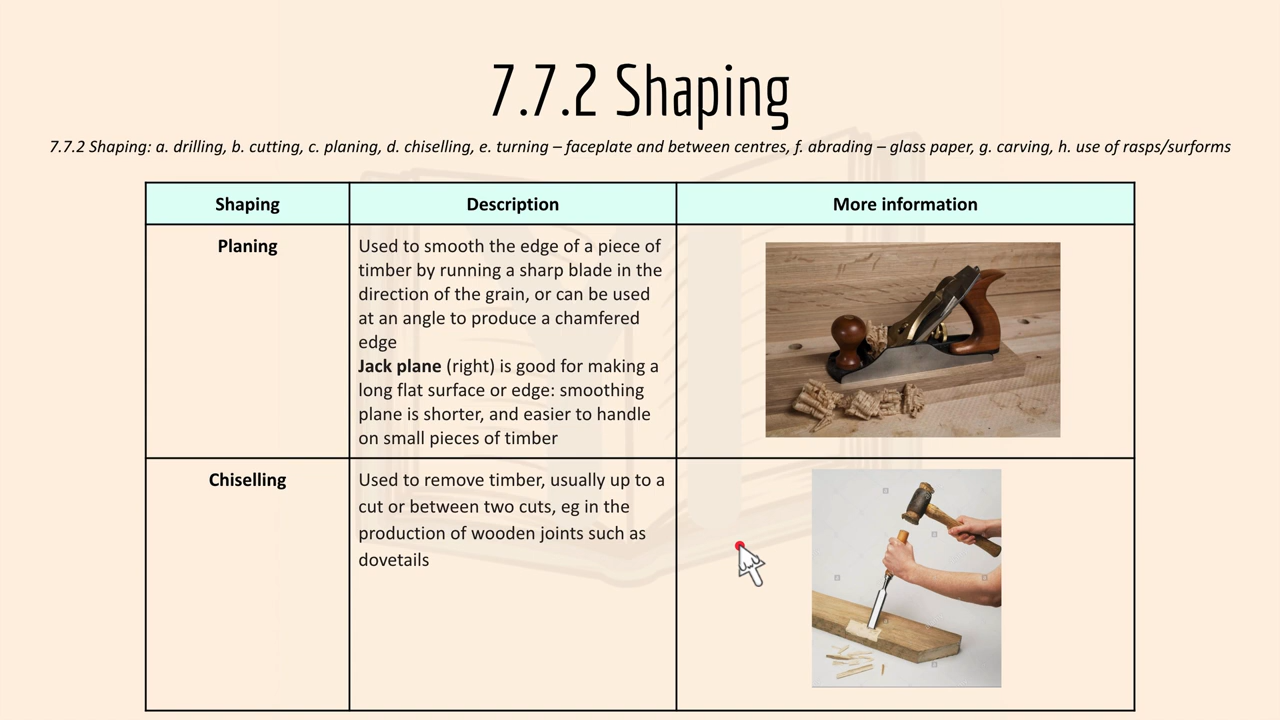 7.7.2 Shaping
7.7.2 Shaping: a. drilling, b. cutting, c. planing, d. chiselling, e. turning – faceplate and between centres, f. abrading – glass paper, g. carving, h. use of rasps/surforms
Shaping
Description
More information
Planing
Used to smooth the edge of a piece of
timber by running a sharp blade in the
direction of the grain, or can be used
at an angle to produce a chamfered
edge
Jack plane (right) is good for making a
long flat surface or edge: smoothing
plane is shorter, and easier to handle
on small pieces of timber
Chiselling
Used to remove timber, usually up to a
cut or between two cuts, eg in the
production of wooden joints such as
dovetails